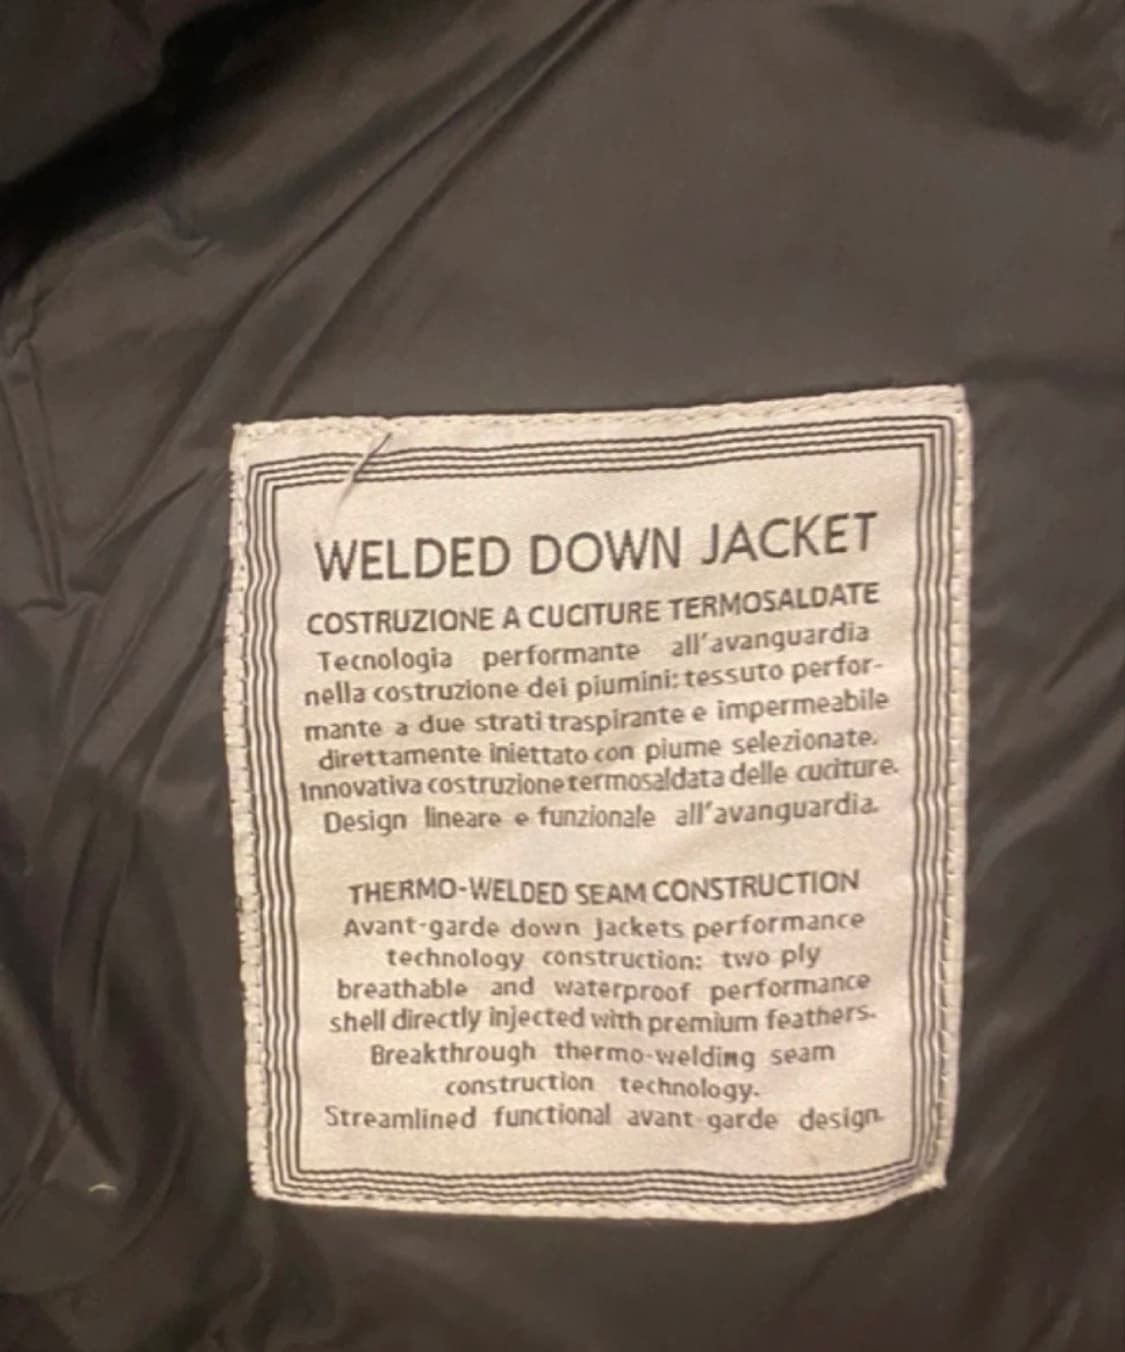 WELDED DOWN JACKET
COSTRUZIONE A CUCITURE TERMOSALDATE
Tecnologia performante all'avanguardia
nella costruzione dei piumini: tessuto perfor-
mante a due strati traspirante e impermeabile
direttamente iniettato con piume selezionate.
Innovativa costruzione termosaldata delle cuciture.
Design lineare e funzionale all'avanguardia.
THERMO-WELDED SEAM CONSTRUCTION
Avant-garde down jackets performance
technology construction: two ply
breathable and waterproof performance
shell directly injected with premium feathers.
Breakthrough thermo-welding seam
construction technology.
Streamlined functional avant-garde design.